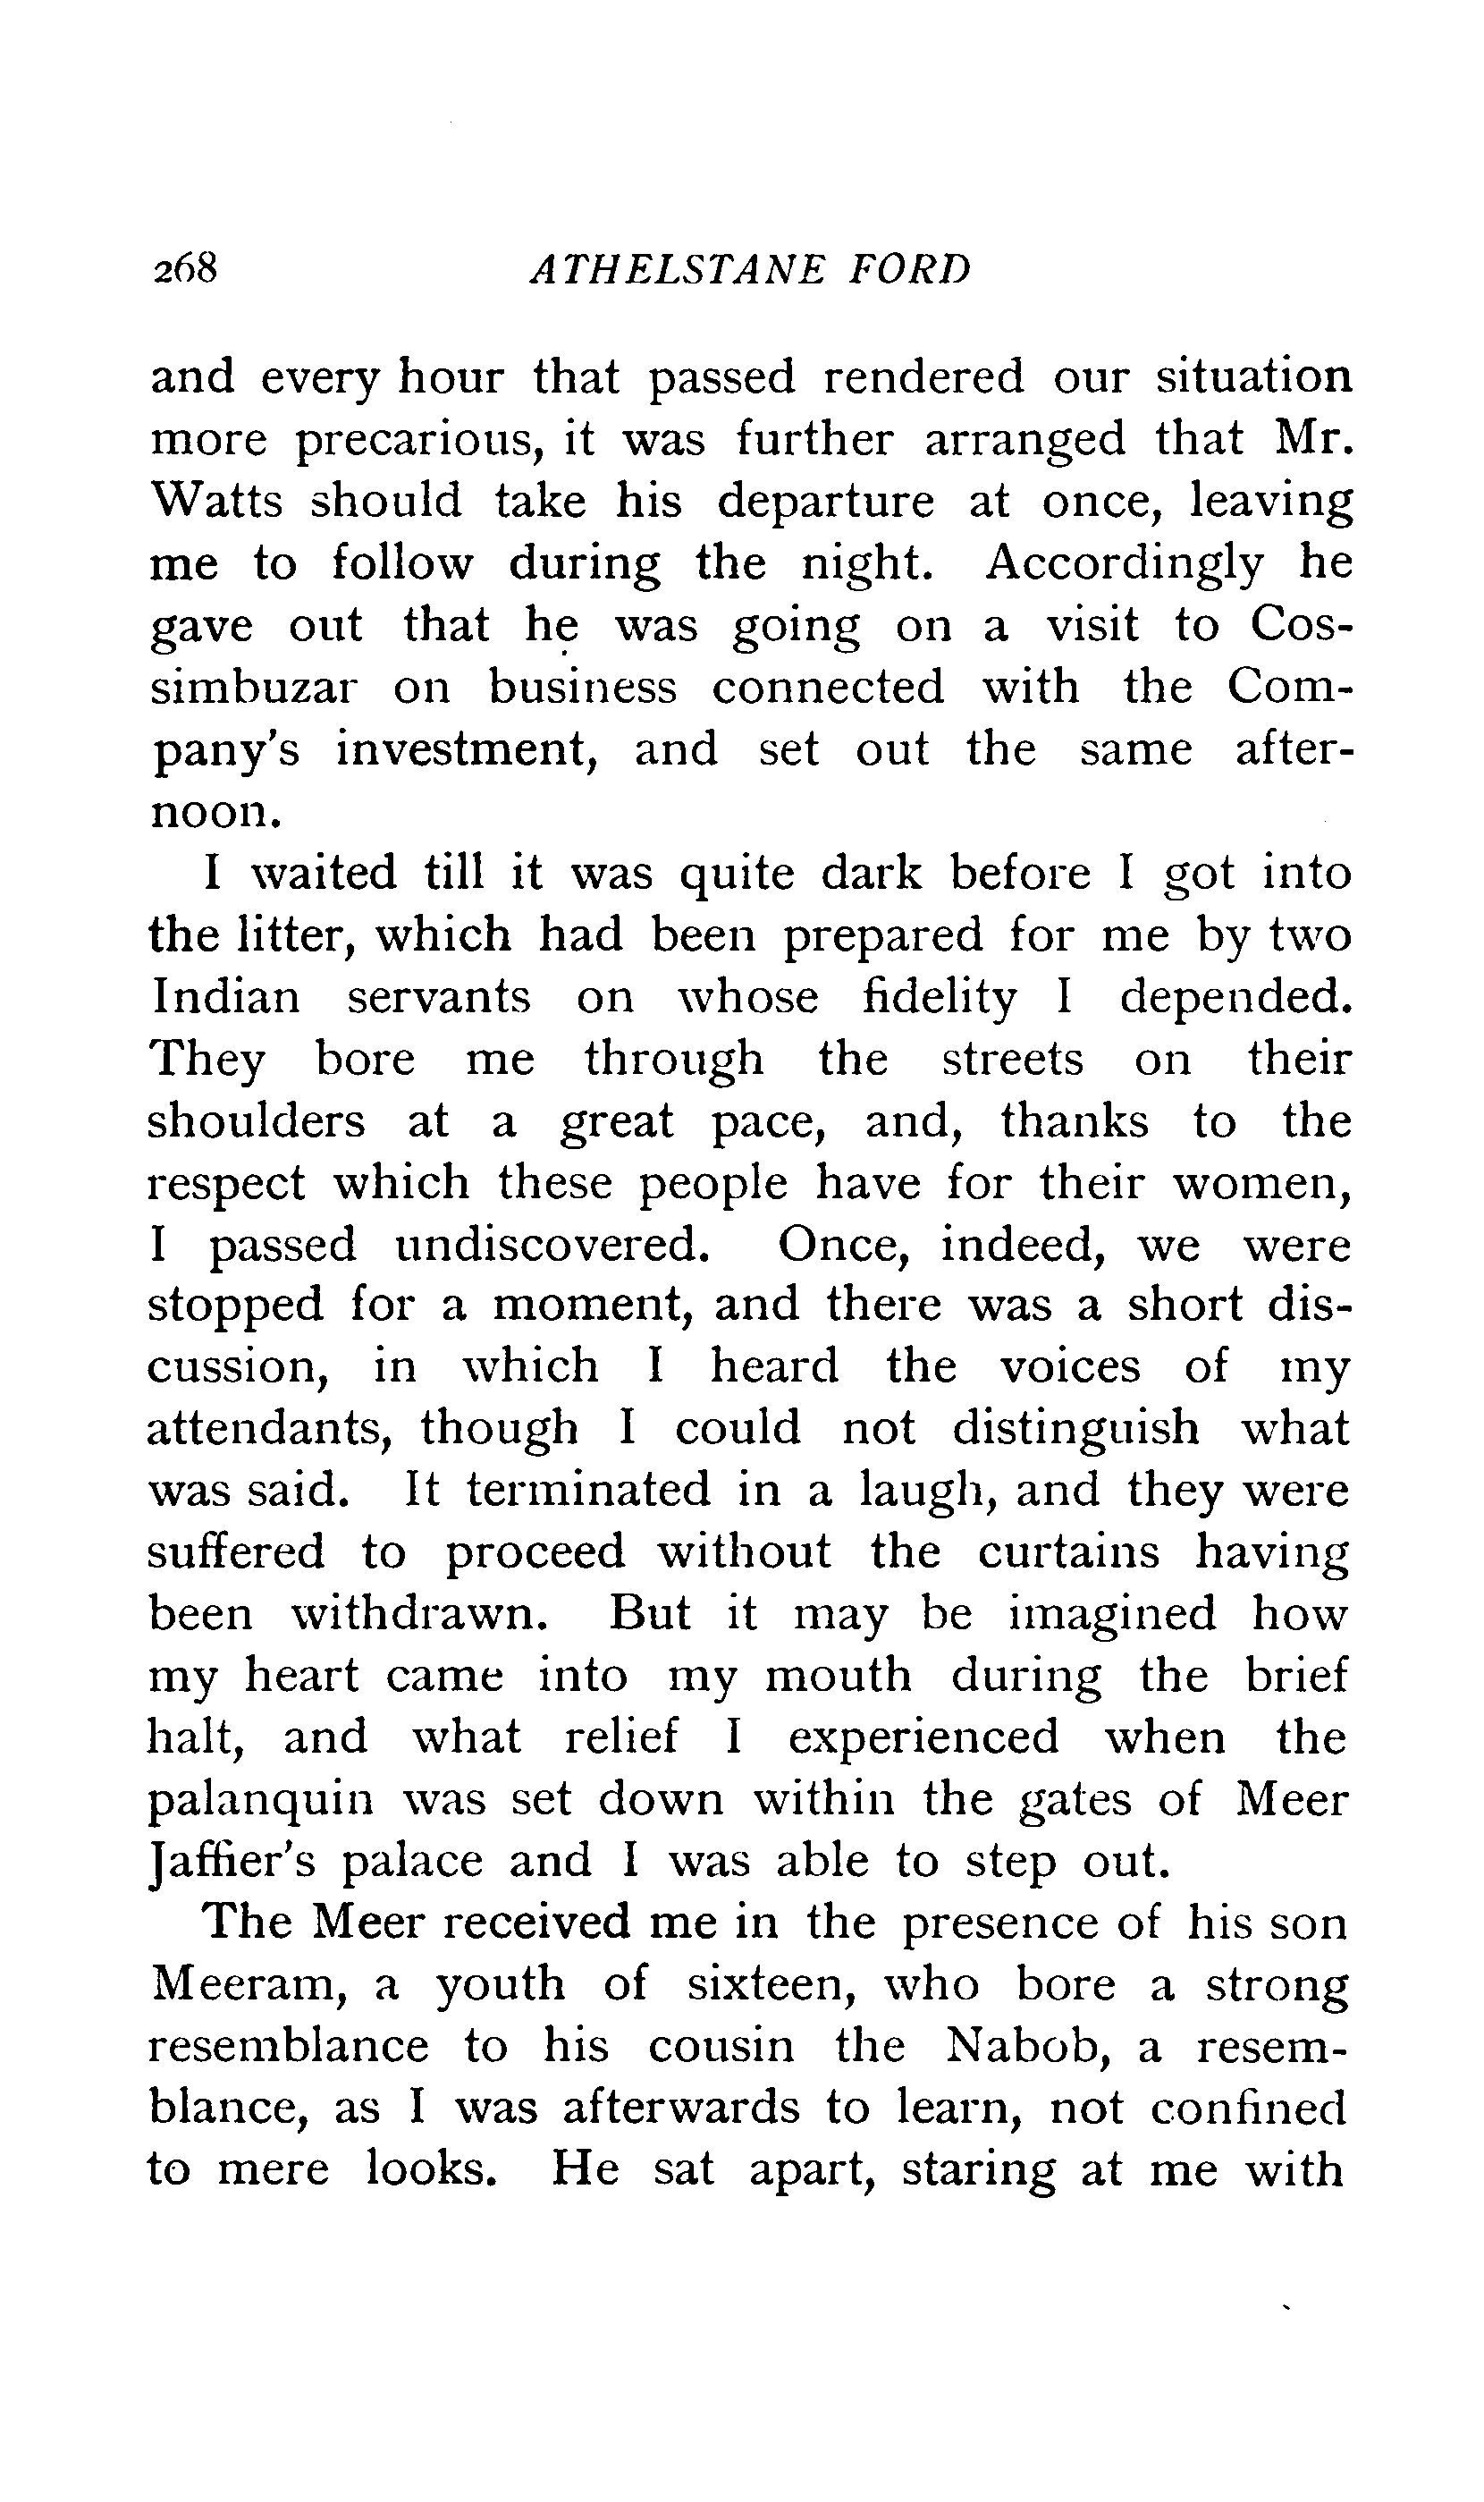 268 ATHELSTANE FORD
and every hour that passed rendered our situation
more precarious, it was further arranged that Mr.
Watts should take his departure at once, leaving
me to follow during the night. Accordingly he
gave out that he was going on a visit to Cos-
simbuzar on business connected with the Com-
pany's investment, and set out the same after-
noon.
I waited till it was quite dark before I got into
the litter, which had been prepared for me by two
Indian servants on whose fidelity I depended.
They bore me through the streets on their
shoulders at a great pace, and, thanks to the
respect which these people have for their women,
I passed undiscovered. Once, indeed, we were
stopped for a moment, and there was a short dis-
cussion, in which I heard the voices of my
attendants, though I could not distinguish what
was said. It terminated in a laugh, and they were
suffered to proceed without the curtains having
been withdrawn. But it may be imagined how
my heart came into my mouth during the brief
halt, and what relief I experienced when the
palanquin was set down within the gates of Meer
Jaffier's palace and I was able to step out.
The Meer received me in the presence of his son
Meeram, a youth of sixteen, who bore a strong
resemblance to his cousin the Nabob, a resem-
blance, as I was afterwards to learn, not confined
to mere looks. He sat apart, staring at me with